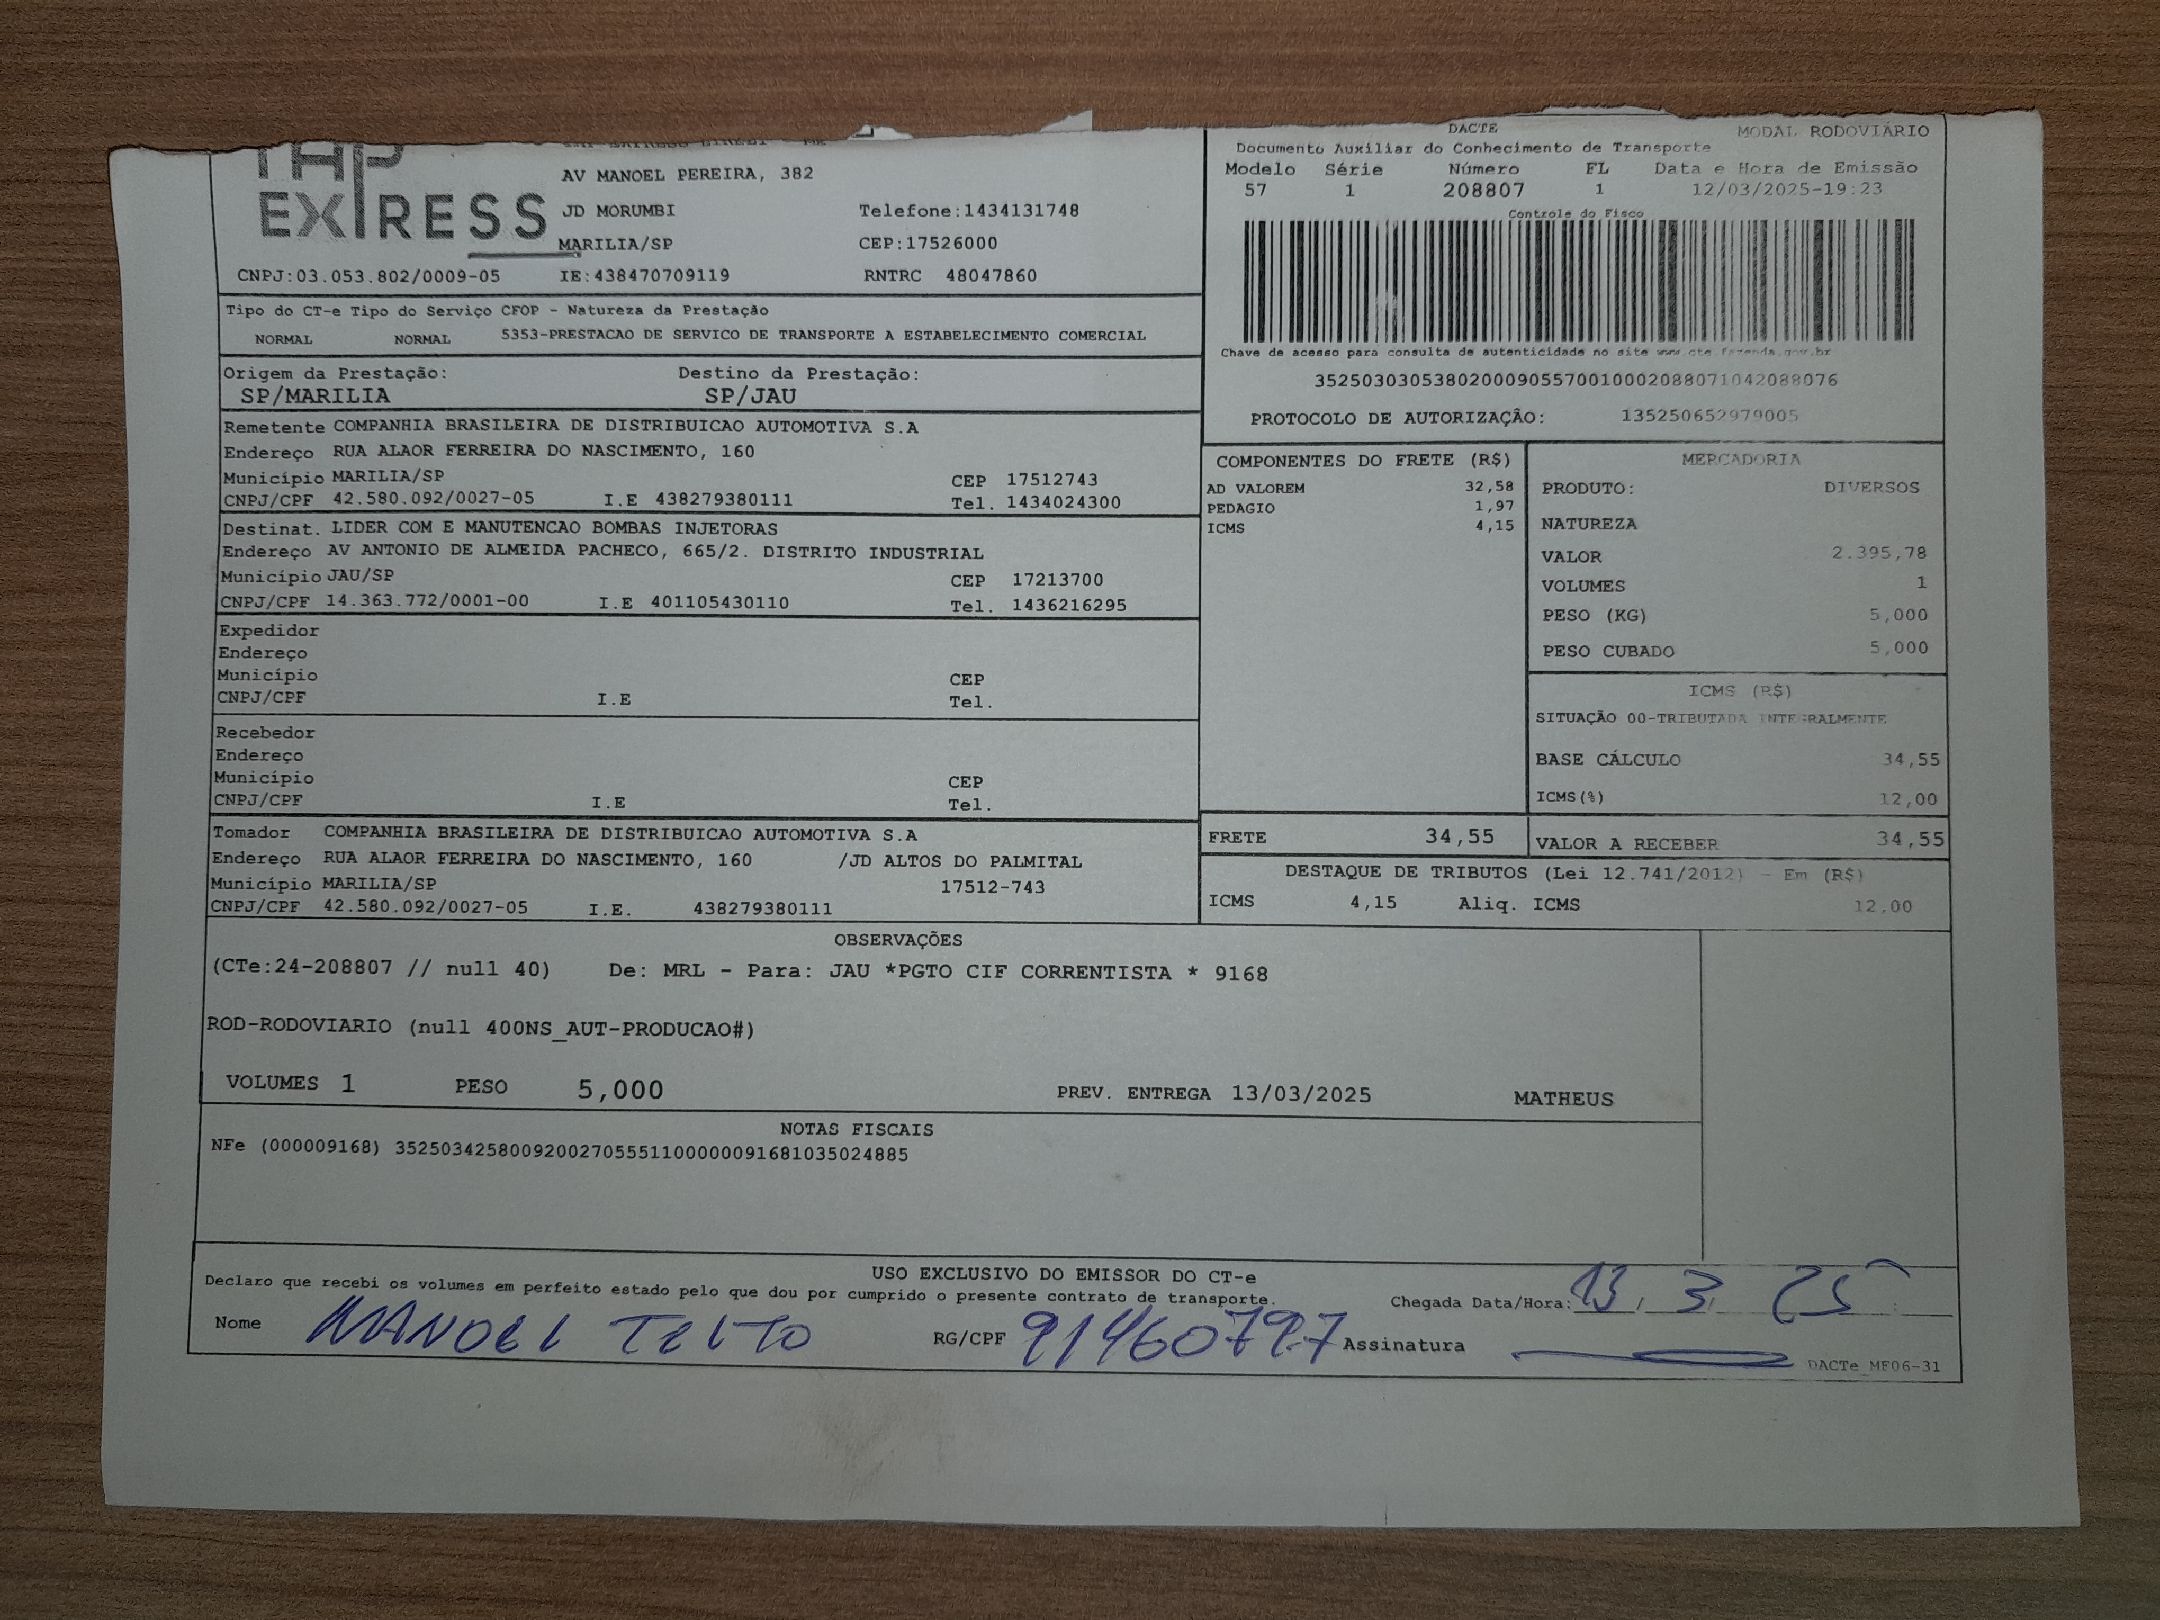 EXPRESS
AV MANOEL PEREIRA, 382
JD MORUMBI Telefone:1434131748
MARILIA/SP CEP:17526000
CNPJ:03.053.802/0009-05 IE:438470709119 RNTRC 48047860
DACTE MODAL RODOVIÁRIO
Documento Auxiliar do Conhecimento de Transporte
Modelo Série Número FL Data e Hora de Emissão
57 1 208807 1 12/03/2025-19:23
Controle do Fisco
Chave de acesso para consulta de autenticidade no site www.cte.fazenda.gov.br
35250303053802000905570010002088071042088076
PROTOCOLO DE AUTORIZAÇÃO: 135250652979005
Tipo do CT-e Tipo do Serviço CFOP - Natureza da Prestação
NORMAL NORMAL 5353-PRESTACAO DE SERVICO DE TRANSPORTE A ESTABELECIMENTO COMERCIAL
Origem da Prestação: Destino da Prestação:
SP/MARILIA SP/JAU
Remetente COMPANHIA BRASILEIRA DE DISTRIBUICAO AUTOMOTIVA S.A
Endereço RUA ALAOR FERREIRA DO NASCIMENTO, 160
Município MARILIA/SP CEP 17512743
CNPJ/CPF 42.580.092/0027-05 I.E 438279380111 Tel. 1434024300
Destinat. LIDER COM E MANUTENCAO BOMBAS INJETORAS
Endereço AV ANTONIO DE ALMEIDA PACHECO, 665/2. DISTRITO INDUSTRIAL
Município JAU/SP CEP 17213700
CNPJ/CPF 14.363.772/0001-00 I.E 401105430110 Tel. 1436216295
Expedidor
Endereço
Município CEP
CNPJ/CPF I.E Tel.
Recebedor
Endereço
Município CEP
CNPJ/CPF I.E Tel.
Tomador COMPANHIA BRASILEIRA DE DISTRIBUICAO AUTOMOTIVA S.A
Endereço RUA ALAOR FERREIRA DO NASCIMENTO, 160 /JD ALTOS DO PALMITAL
Município MARILIA/SP 17512-743
CNPJ/CPF 42.580.092/0027-05 I.E. 438279380111
COMPONENTES DO FRETE (R$)
AD VALOREM 32,58
PEDAGIO 1,97
ICMS 4,15
MERCADORIA
PRODUTO: DIVERSOS
NATUREZA
VALOR 2.395,78
VOLUMES 1
PESO (KG) 5,000
PESO CUBADO 5,000
ICMS (R$)
SITUAÇÃO 00-TRIBUTADA INTEGRALMENTE
BASE CÁLCULO 34,55
ICMS(%) 12,00
FRETE 34,55 VALOR A RECEBER 34,55
DESTAQUE DE TRIBUTOS (Lei 12.741/2012) - Em (R$)
ICMS 4,15 Aliq. ICMS 12,00
OBSERVAÇÕES
(CTe:24-208807 // null 40) De: MRL - Para: JAU *PGTO CIF CORRENTISTA * 9168
ROD-RODOVIARIO (null 400NS_AUT-PRODUCAO#)
VOLUMES 1 PESO 5,000 PREV. ENTREGA 13/03/2025 MATHEUS
NOTAS FISCAIS
NFe (000009168) 35250342580092002705551100000091681035024885
USO EXCLUSIVO DO EMISSOR DO CT-e
Declaro que recebi os volumes em perfeito estado pelo que dou por cumprido o presente contrato de transporte.
Chegada Data/Hora: 13 / 3 / 25 :
Nome MANOEL RG/CPF 91460797 Assinatura
DACTe_MF06-31